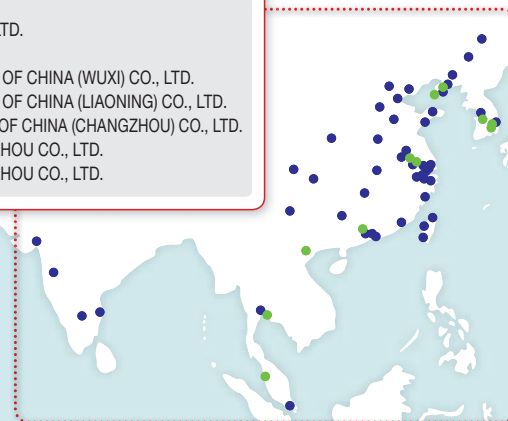 LTD.
OF CHINA (WUXI) CO., LTD.
OF CHINA (LIAONING) CO., LTD.
OF CHINA (CHANGZHOU) CO., LTD.
HOU CO., LTD.
HOU CO., LTD.